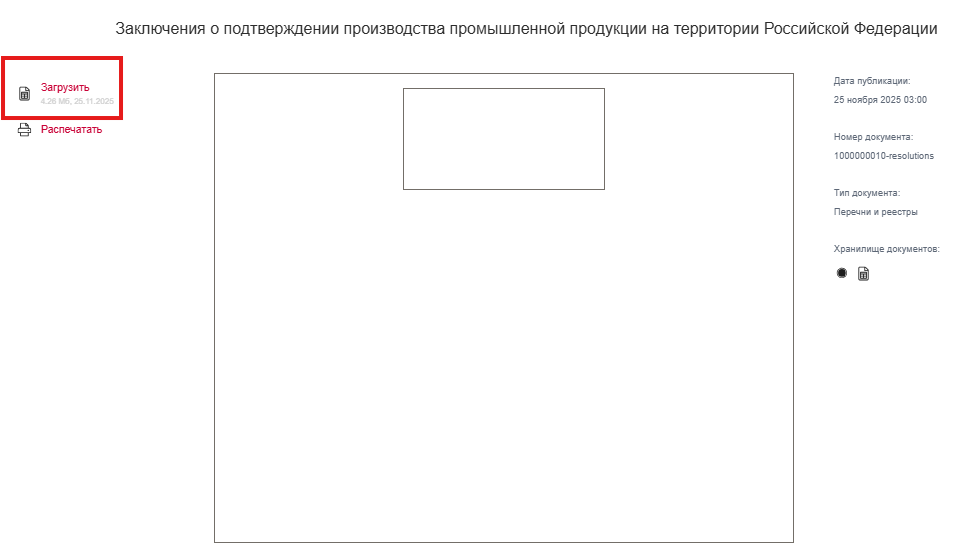 Заключения о подтверждении производства промышленной продукции на территории Российской Федерации
Загрузить
4.28 Мб, 25.11.2025
Распечатать
Дата публикации:
25 ноября 2025 03:00
Номер документа:
1000000010-resolutions
Тип документа:
Перечни и реестры
Хранилище документов: